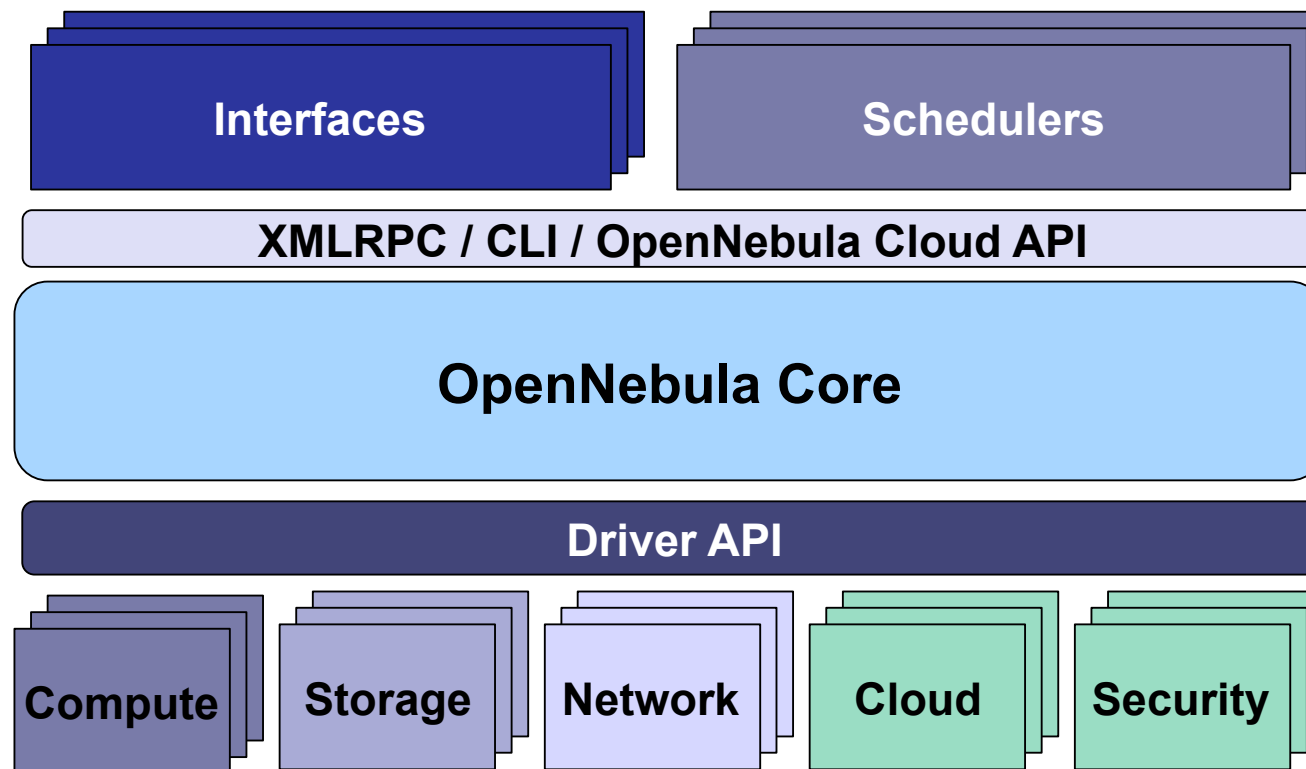 Interfaces
Schedulers
XMLRPC / CLI / OpenNebula Cloud API
OpenNebula Core
Driver API
Compute
Storage
Network
Cloud
Security